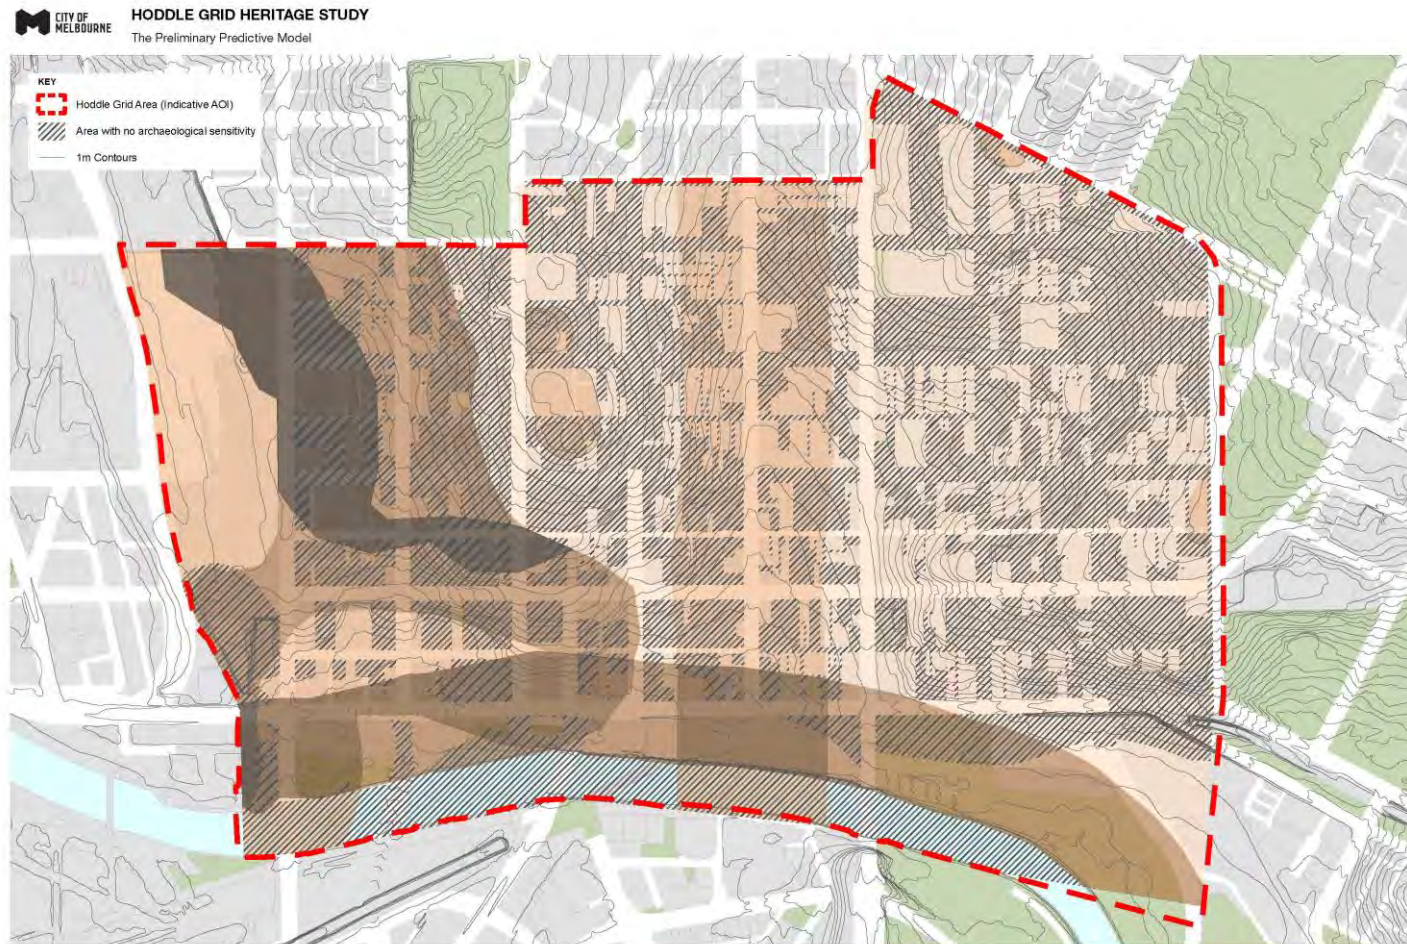 CITY OF
MELBOURNE
HODDLE GRID HERITAGE STUDY
The Preliminary Predictive Model
KEY
Hoddle Grid Area (Indicative AOI)
Area with no archaeological sensitivity
1m Contours